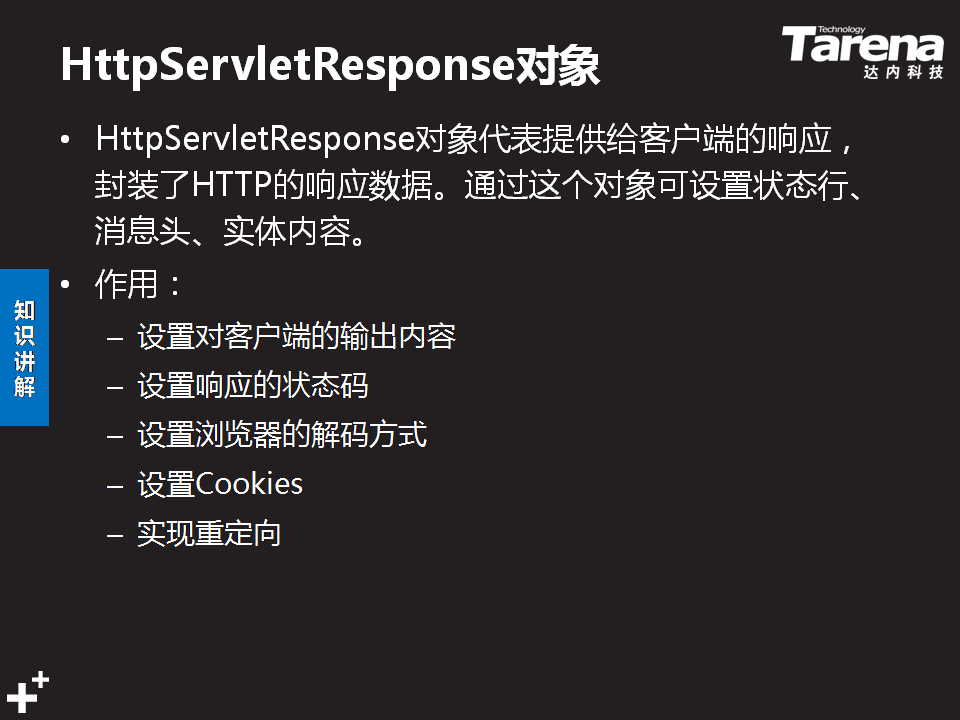 HttpServletResponse对象
Technology
Tarena
达内科技
• HttpServletResponse对象代表提供给客户端的响应，
封装了HTTP的响应数据。通过这个对象可设置状态行、
消息头、实体内容。
• 作用：
– 设置对客户端的输出内容
– 设置响应的状态码
– 设置浏览器的解码方式
– 设置Cookies
– 实现重定向
知
识
讲
解